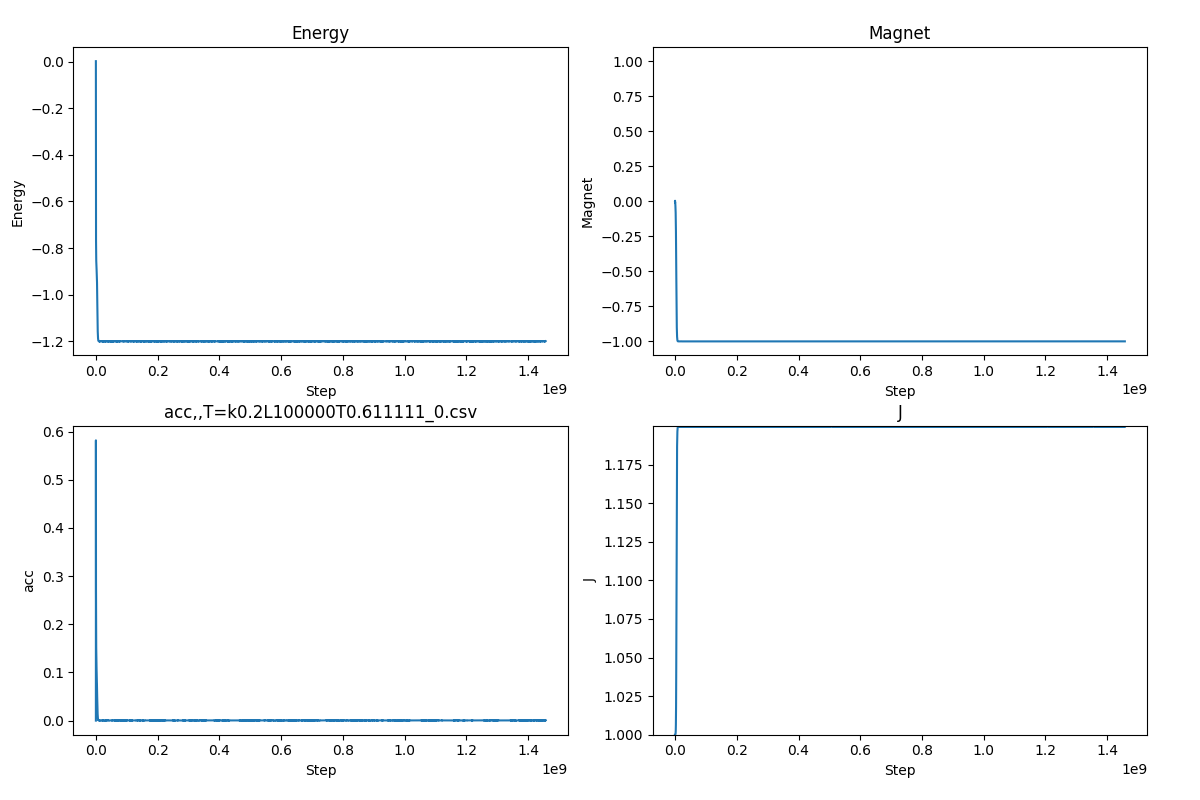 Energy
Energy
0.0
−0.2
−0.4
−0.6
−0.8
−1.0
−1.2
0.0 0.2 0.4 0.6 0.8 1.0 1.2 1.4
1e9
Step
Magnet
Magnet
1.00
0.75
0.50
0.25
0.00
−0.25
−0.50
−0.75
−1.00
0.0 0.2 0.4 0.6 0.8 1.0 1.2 1.4
1e9
Step
acc,,T=k0.2L100000T0.611111_0.csv
acc
0.6
0.5
0.4
0.3
0.2
0.1
0.0
0.0 0.2 0.4 0.6 0.8 1.0 1.2 1.4
1e9
Step
J
J
1.175
1.150
1.125
1.100
1.075
1.050
1.025
1.000
0.0 0.2 0.4 0.6 0.8 1.0 1.2 1.4
1e9
Step